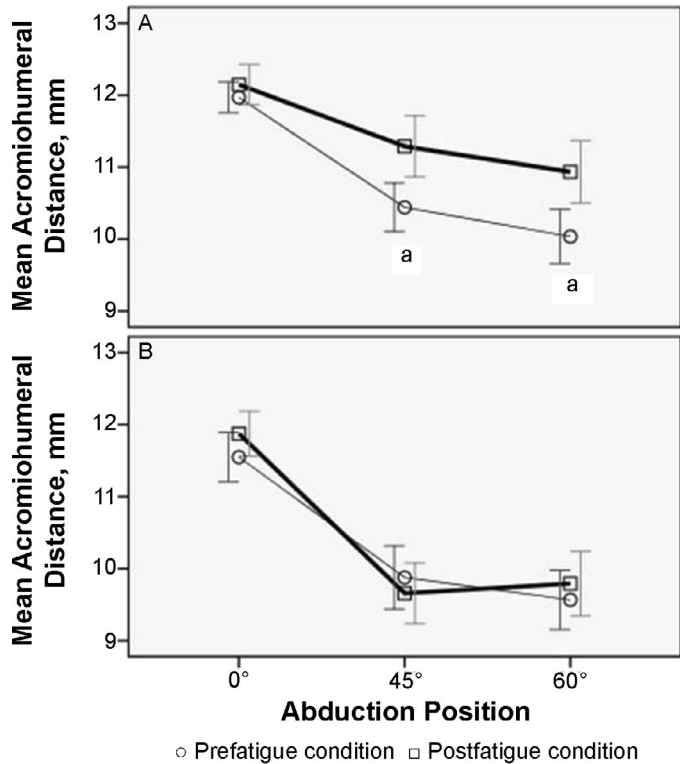 A
Mean Acromiohumeral
Distance, mm
13
12
11
10
9
a
a
B
Mean Acromiohumeral
Distance, mm
13
12
11
10
9
0°
45°
60°
Abduction Position
○ Prefatigue condition □ Postfatigue condition